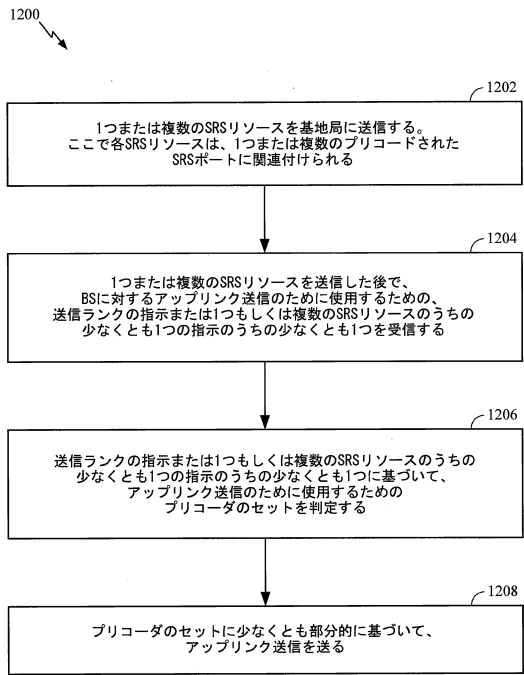 1200
1202
1つまたは複数のSRSリソースを基地局に送信する。
ここで各SRSリソースは、1つまたは複数のプリコードされた
SRSポートに関連付けられる
1204
1つまたは複数のSRSリソースを送信した後で、
BSに対するアップリンク送信のために使用するための、
送信ランクの指示または1つもしくは複数のSRSリソースのうちの
少なくとも1つの指示のうちの少なくとも1つを受信する
1206
送信ランクの指示または1つもしくは複数のSRSリソースのうちの
少なくとも1つの指示のうちの少なくとも1つに基づいて、
アップリンク送信のために使用するための
プリコーダのセットを判定する
1208
プリコーダのセットに少なくとも部分的に基づいて、
アップリンク送信を送る